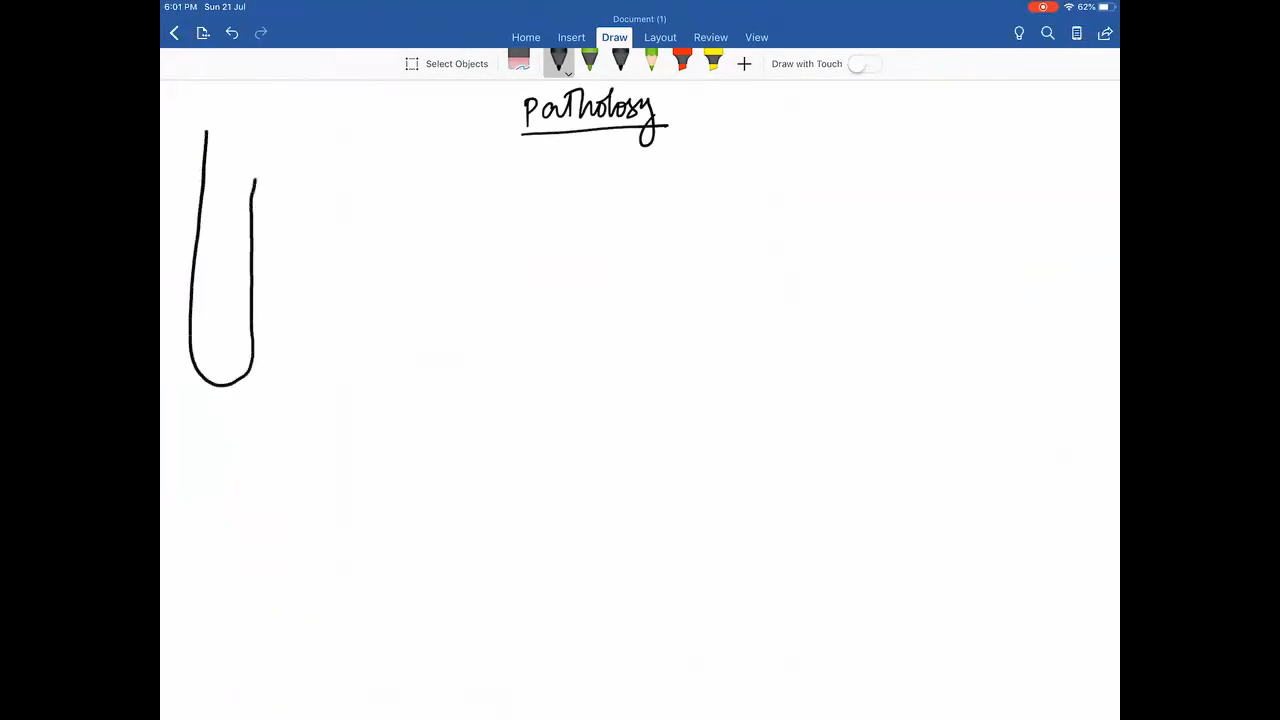 6:01 PM Sun 21 Jul 62%
Document (1)
Home Insert Draw Layout Review View
Select Objects Draw with Touch
Pathology